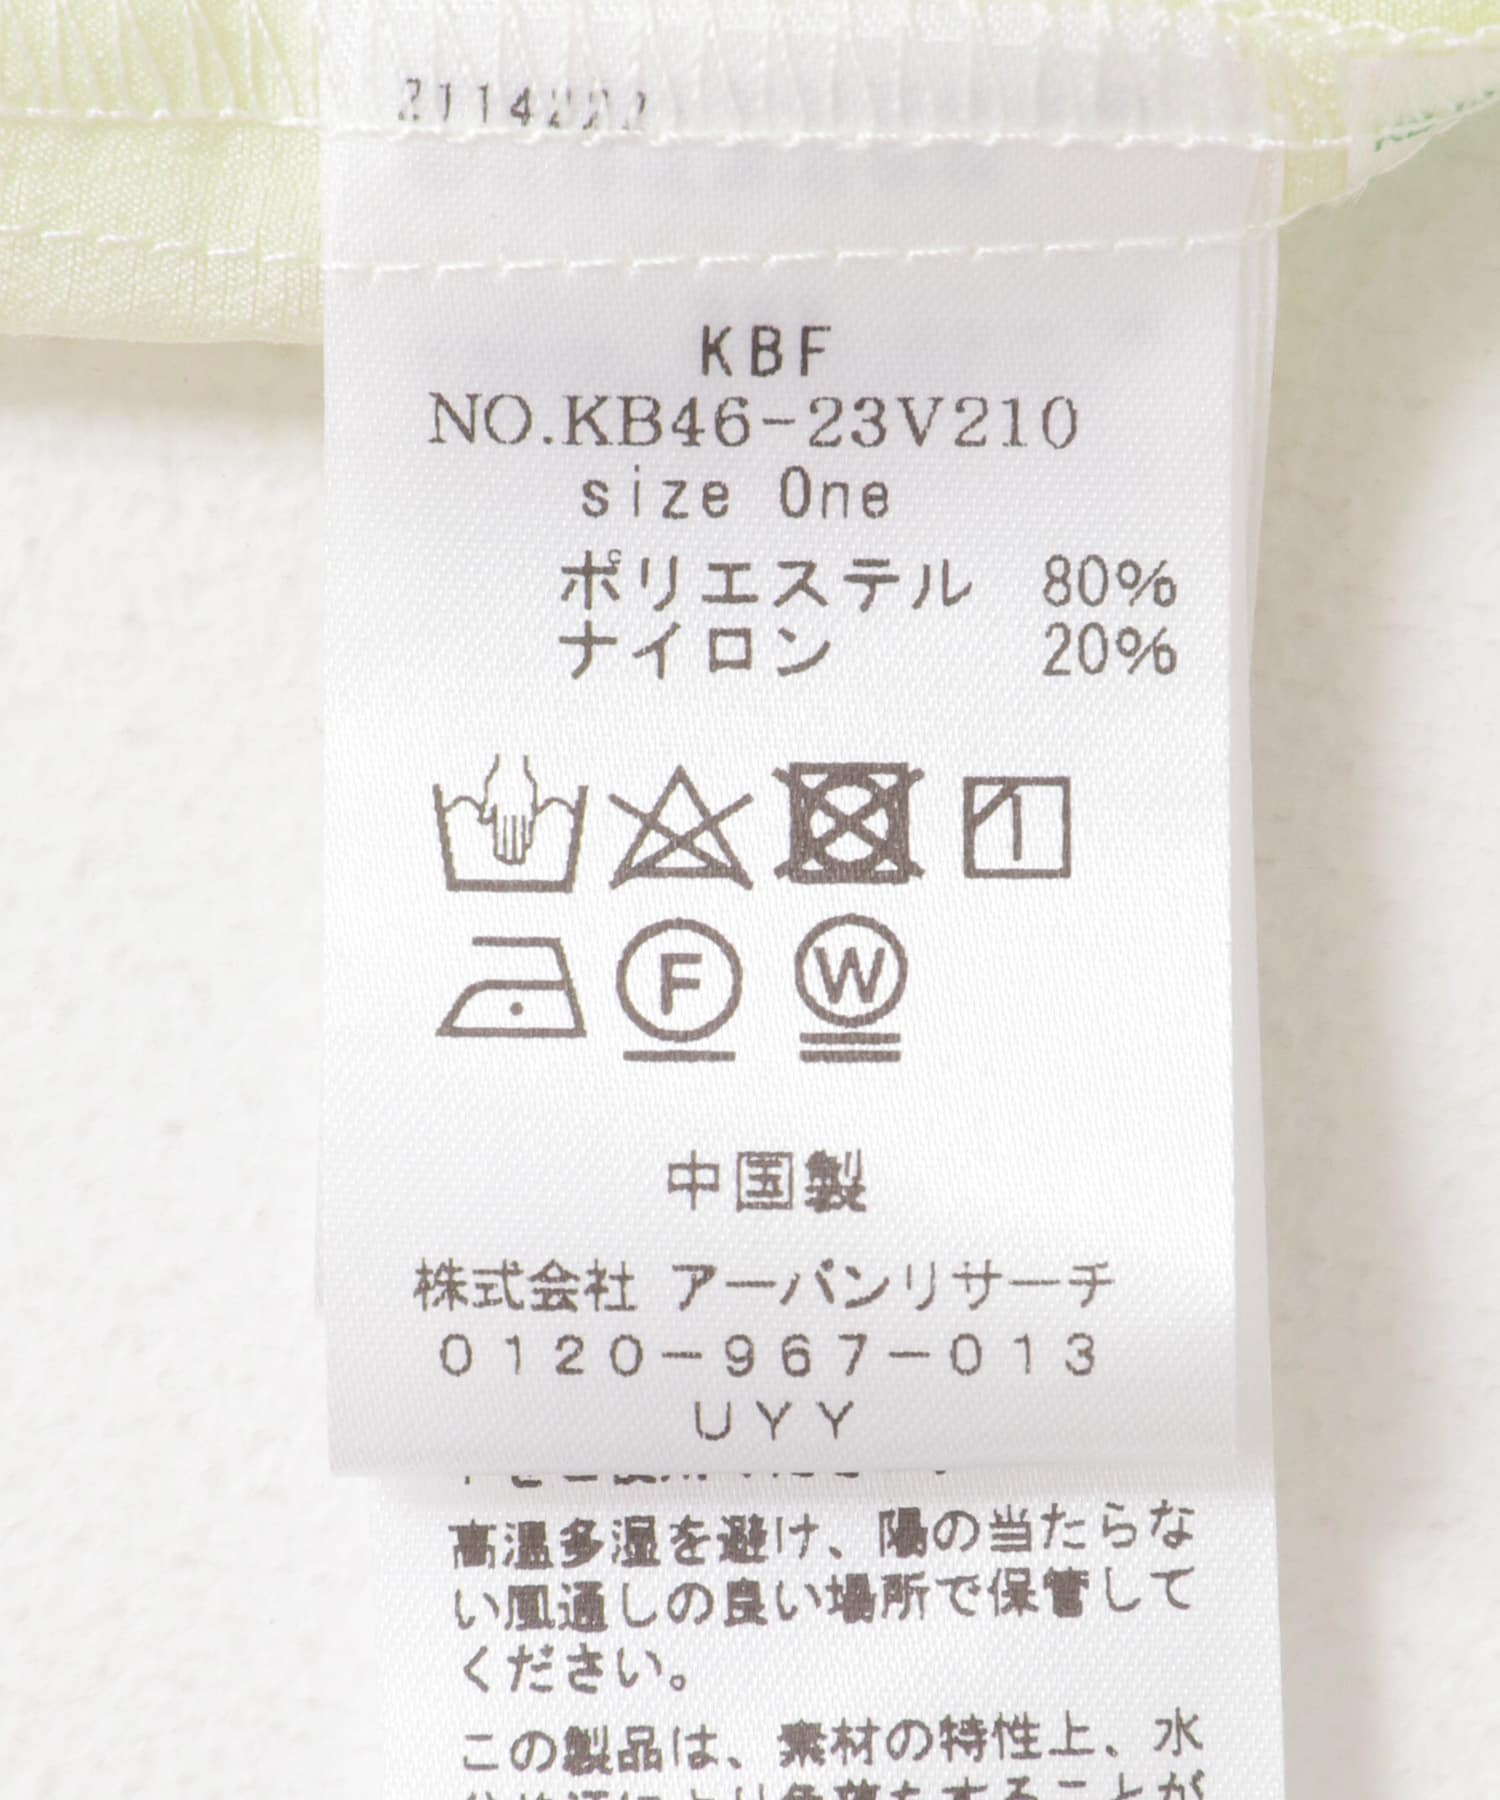 2114222
KBF
NO.KB46-23V210
size One
ポリエステル 80%
ナイロン 20%
F W
中国製
株式会社 アーバンリサーチ
0120-967-013
UYY
高温多湿を避け、陽の当たらな
い風通しの良い場所で保管して
ください。
この製品は、素材の特性上、水